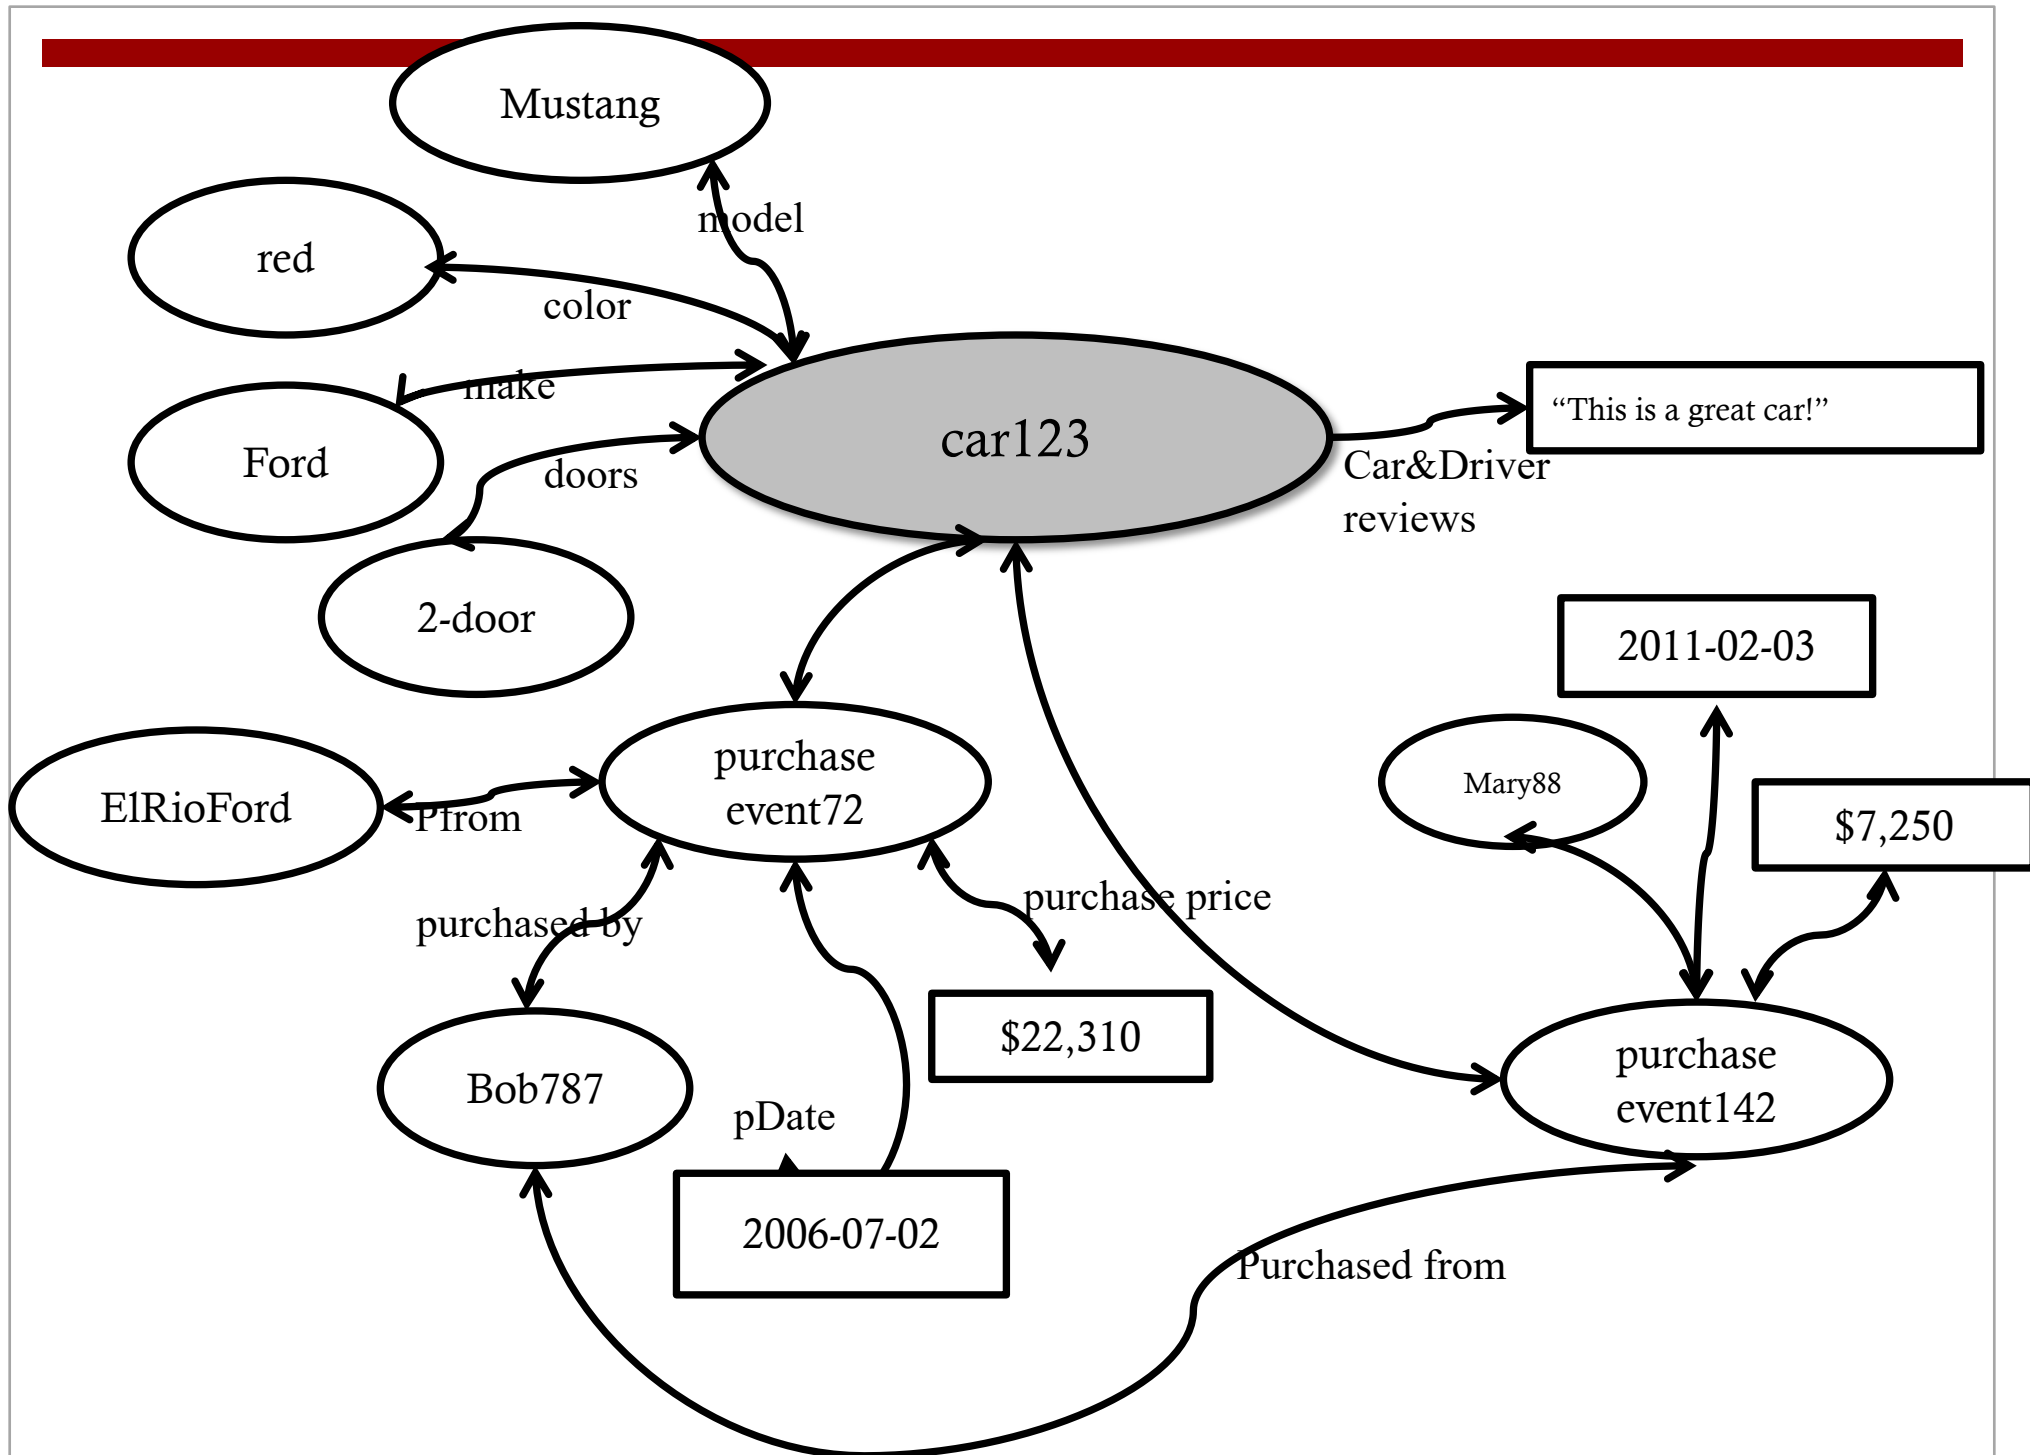 Mustang
model
red
color
make
Ford
doors
car123
“This is a great car!”
Car&Driver
reviews
2-door
2011-02-03
purchase
event72
ElRioFord
Pfrom
Mary88
$7,250
purchased by
purchase price
$22,310
Bob787
pDate
2006-07-02
purchase
event142
Purchased from